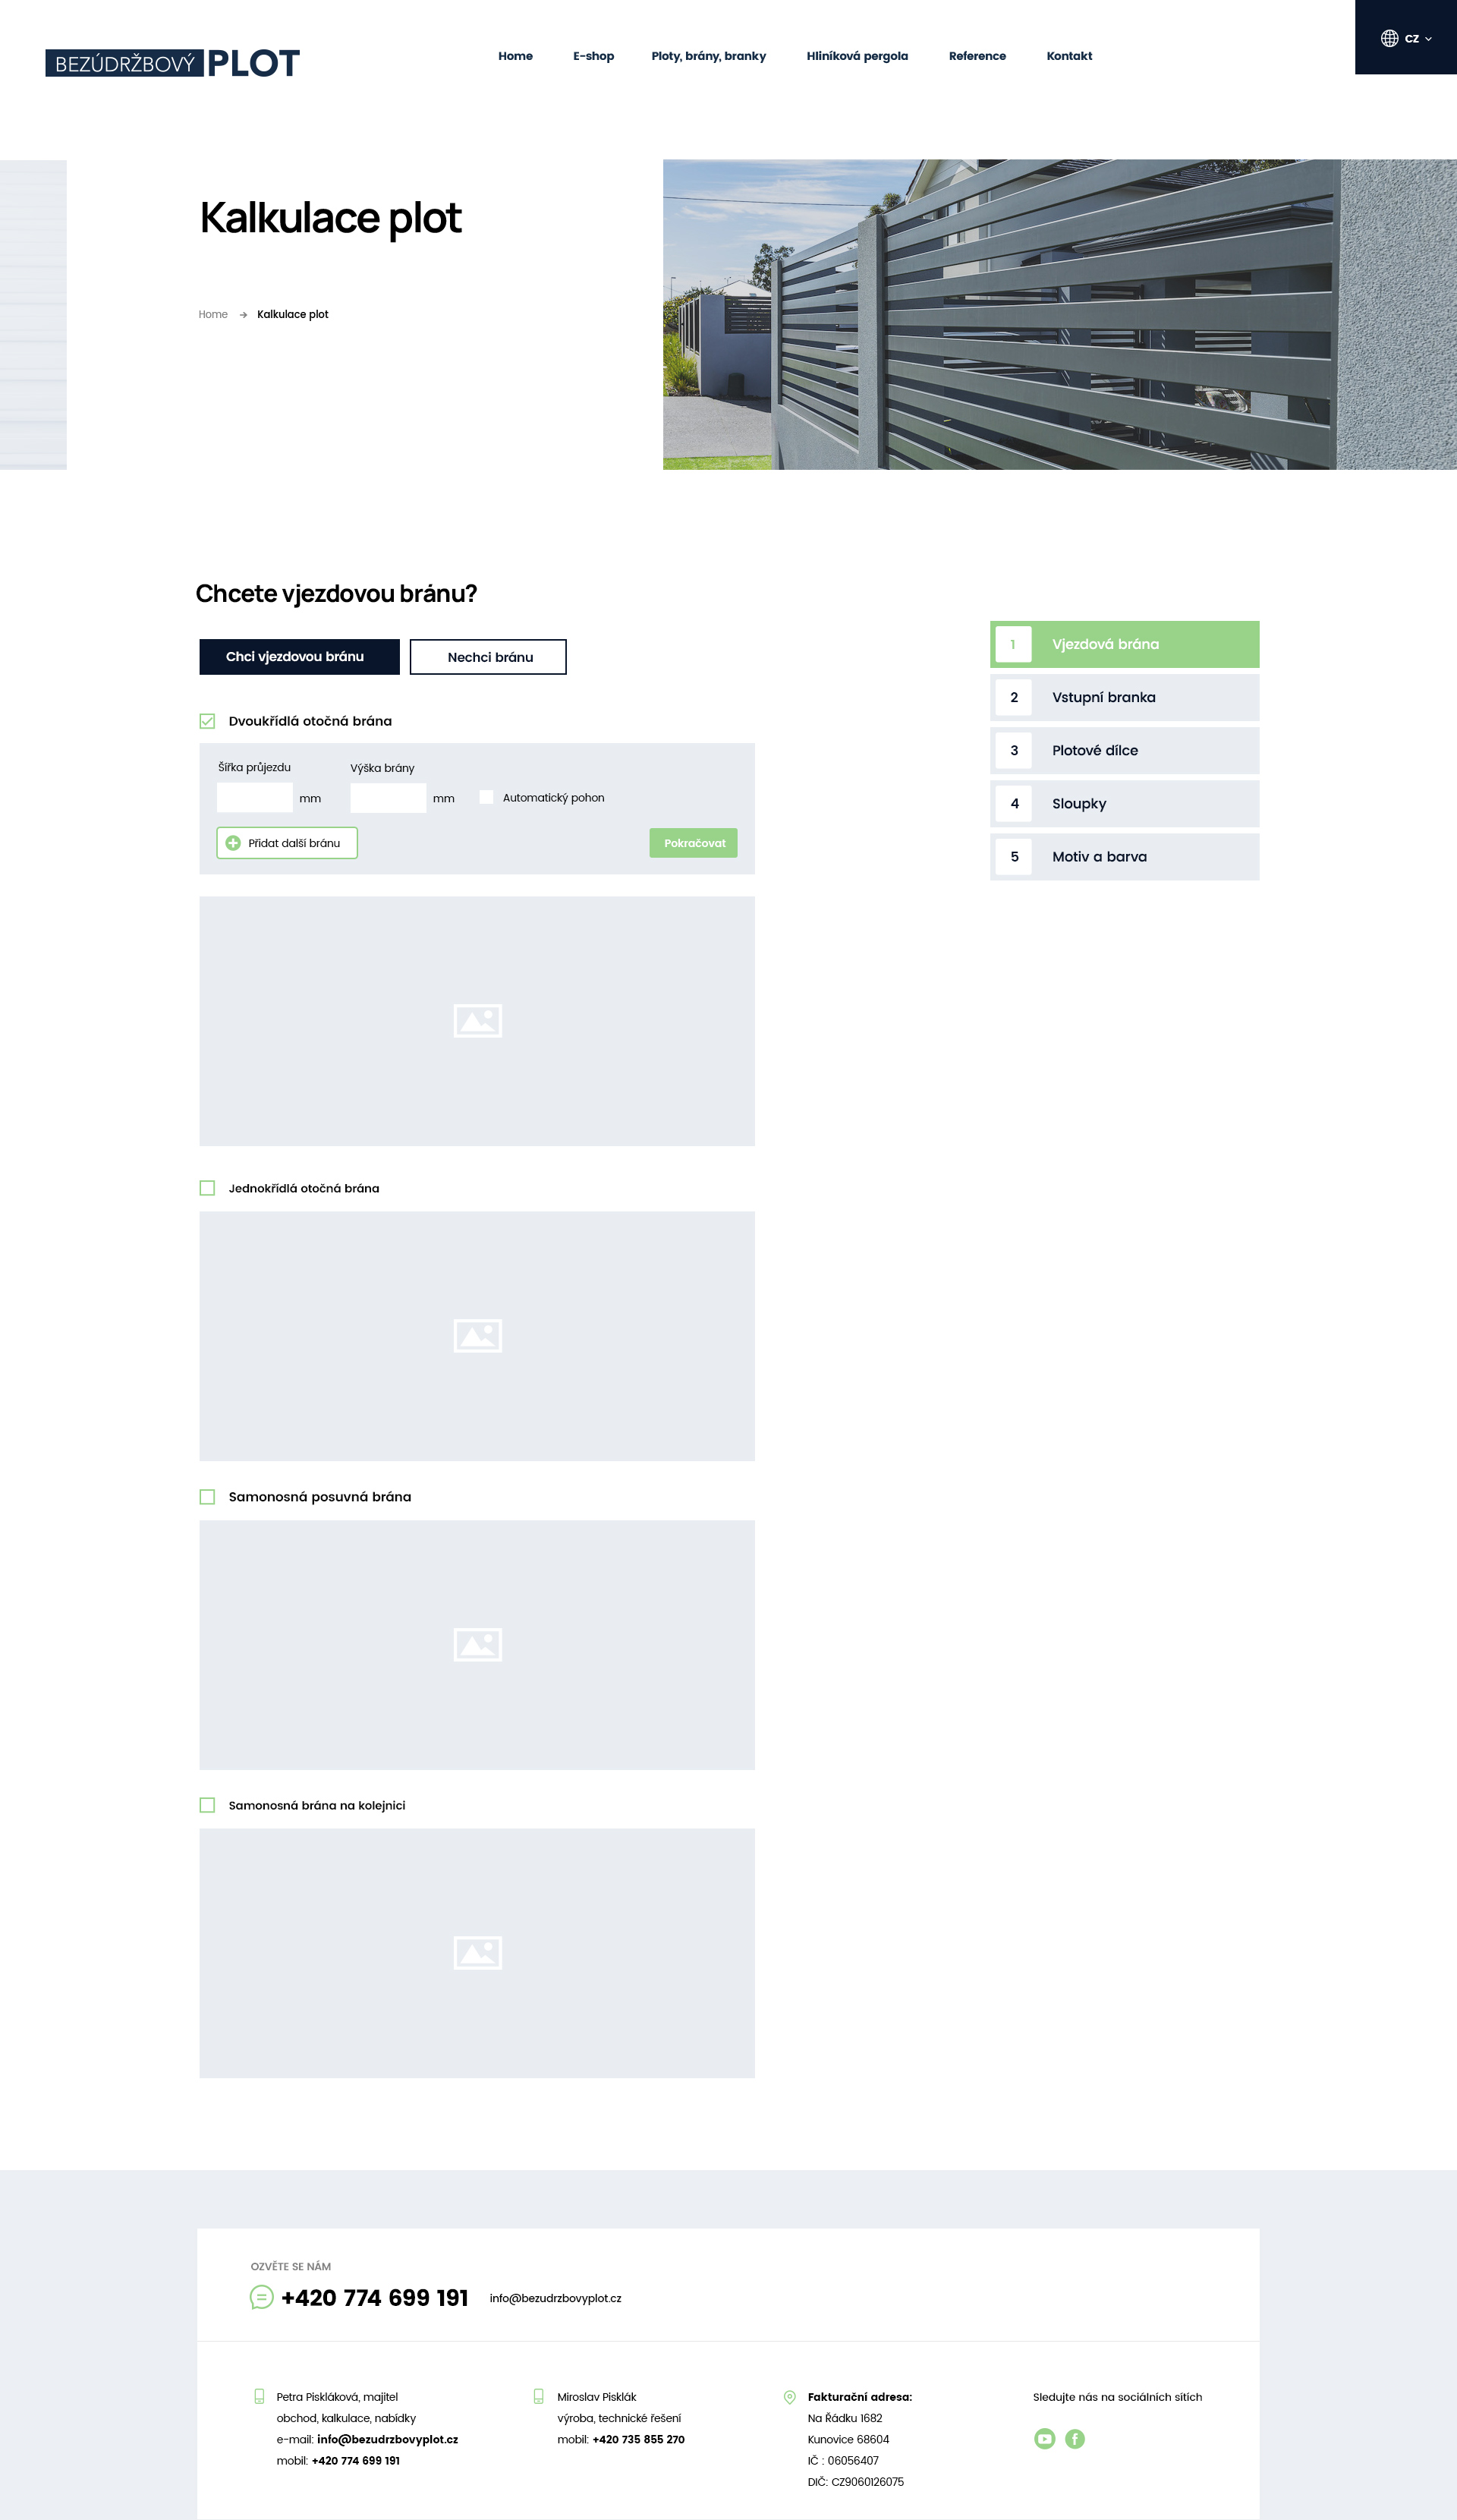 BEZÚDRŽBOVÝ PLOT
Home E-shop Ploty, brány, branky Hliníková pergola Reference Kontakt
CZ
Kalkulace plot
Home Kalkulace plot
Chcete vjezdovou bránu?
Chci vjezdovou bránu Nechci bránu
Dvoukřídlá otočná brána
Šířka průjezdu Výška brány
mm mm Automatický pohon
Přidat další bránu Pokračovat
1 Vjezdová brána
2 Vstupní branka
3 Plotové dílce
4 Sloupky
5 Motiv a barva
Jednokřídlá otočná brána
Samonosná posuvná brána
Samonosná brána na kolejnici
OZVĚTE SE NÁM
+420 774 699 191 info@bezudrzbovyplot.cz
Petra Piskláková, majitel
obchod, kalkulace, nabídky
e-mail: info@bezudrzbovyplot.cz
mobil: +420 774 699 191
Miroslav Pisklák
výroba, technické řešení
mobil: +420 735 855 270
Fakturační adresa:
Na Řádku 1682
Kunovice 68604
IČ : 06056407
DIČ: CZ9060126075
Sledujte nás na sociálních sítích